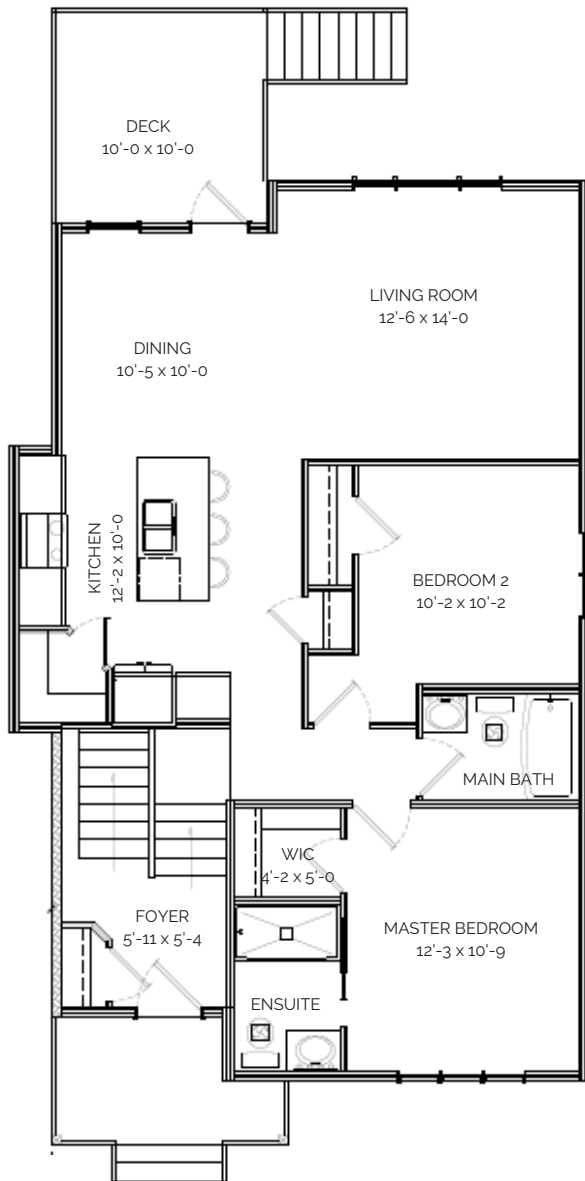 DECK
10'-0 x 10'-0
LIVING ROOM
12'-6 x 14'-0
DINING
10'-5 x 10'-0
KITCHEN
12'-2 x 10'-0
BEDROOM 2
10'-2 x 10'-2
MAIN BATH
WIC
4'-2 x 5'-0
FOYER
5'-11 x 5'-4
MASTER BEDROOM
12'-3 x 10'-9
ENSUITE